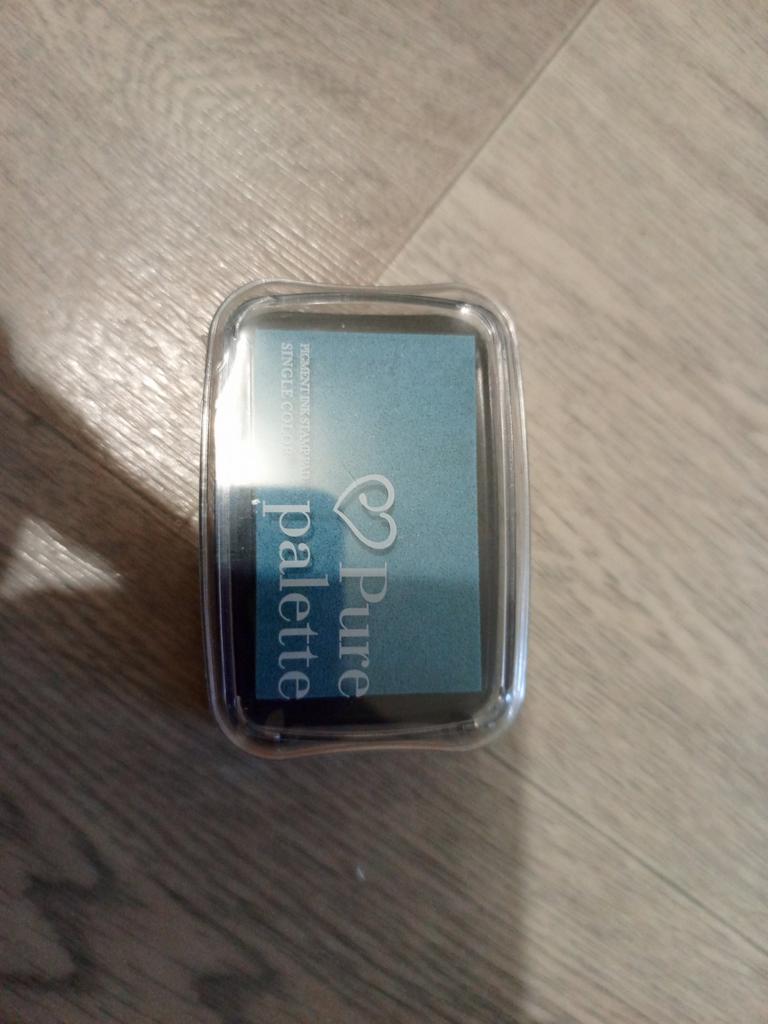 Pure
palette
PIGMENT INK STAMP PAD
SINGLE COLOR